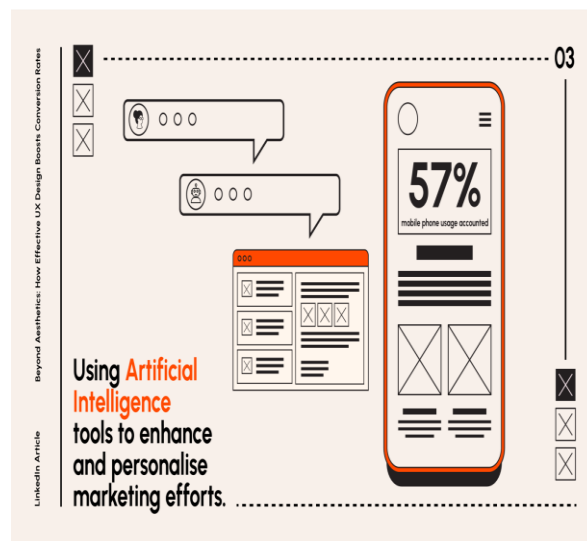 03
57%
mobile phone usage accounted
Using Artificial
Intelligence
tools to enhance
and personalise
marketing efforts.
Beyond Aesthetics: How Effective UX Design Boosts Conversion Rates
LinkedIn Article